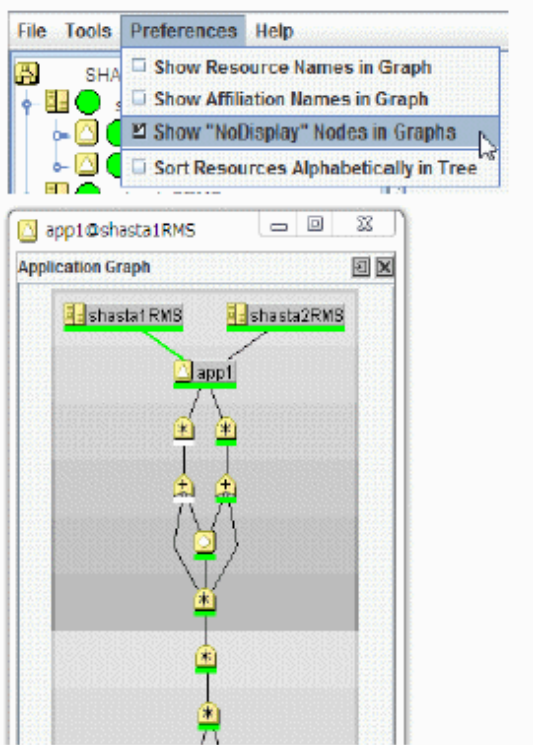 File Tools Preferences Help
SHA
Show Resource Names in Graph
Show Affiliation Names in Graph
Show "NoDisplay" Nodes in Graphs
Sort Resources Alphabetically in Tree
app1@shasta1RMS
Application Graph
shasta1RMS shasta2RMS
app1